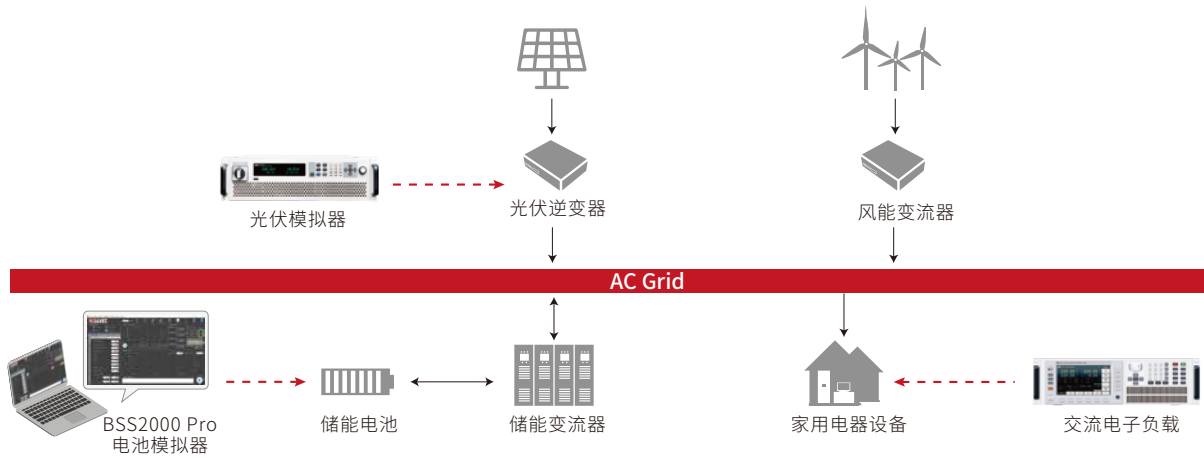 光伏模拟器
光伏逆变器
风能变流器
AC Grid
BSS2000 Pro
电池模拟器
储能电池
储能变流器
家用电器设备
交流电子负载